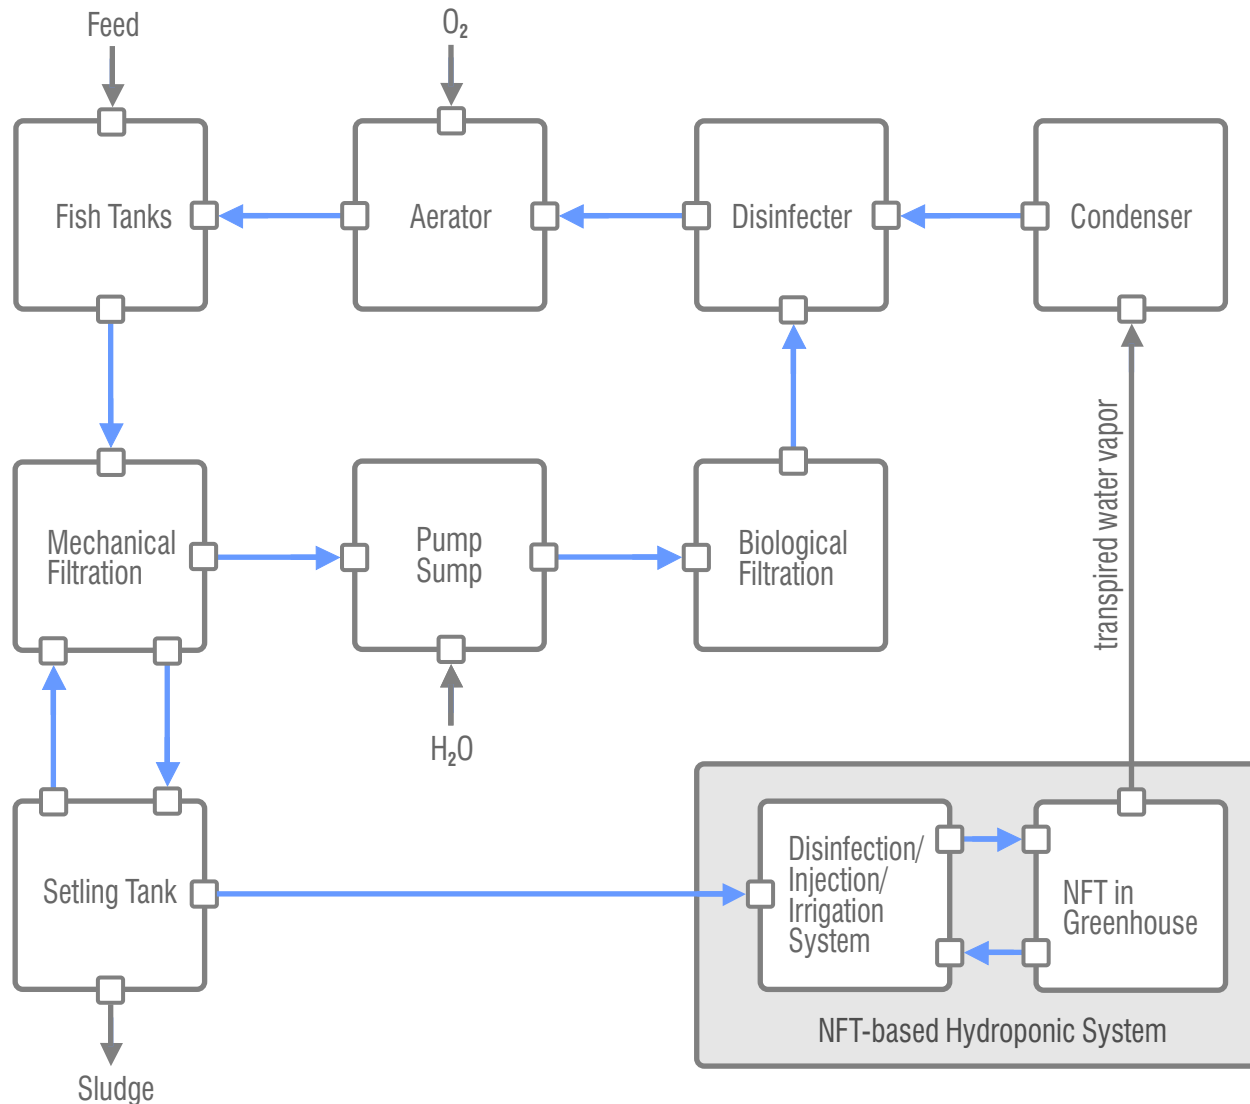 Feed
O₂
Fish Tanks
Aerator
Disinfecter
Condenser
Mechanical
Filtration
Pump
Sump
Biological
Filtration
transpired water vapor
H₂O
Setling Tank
Disinfection/
Injection/
Irrigation
System
NFT in
Greenhouse
NFT-based Hydroponic System
Sludge